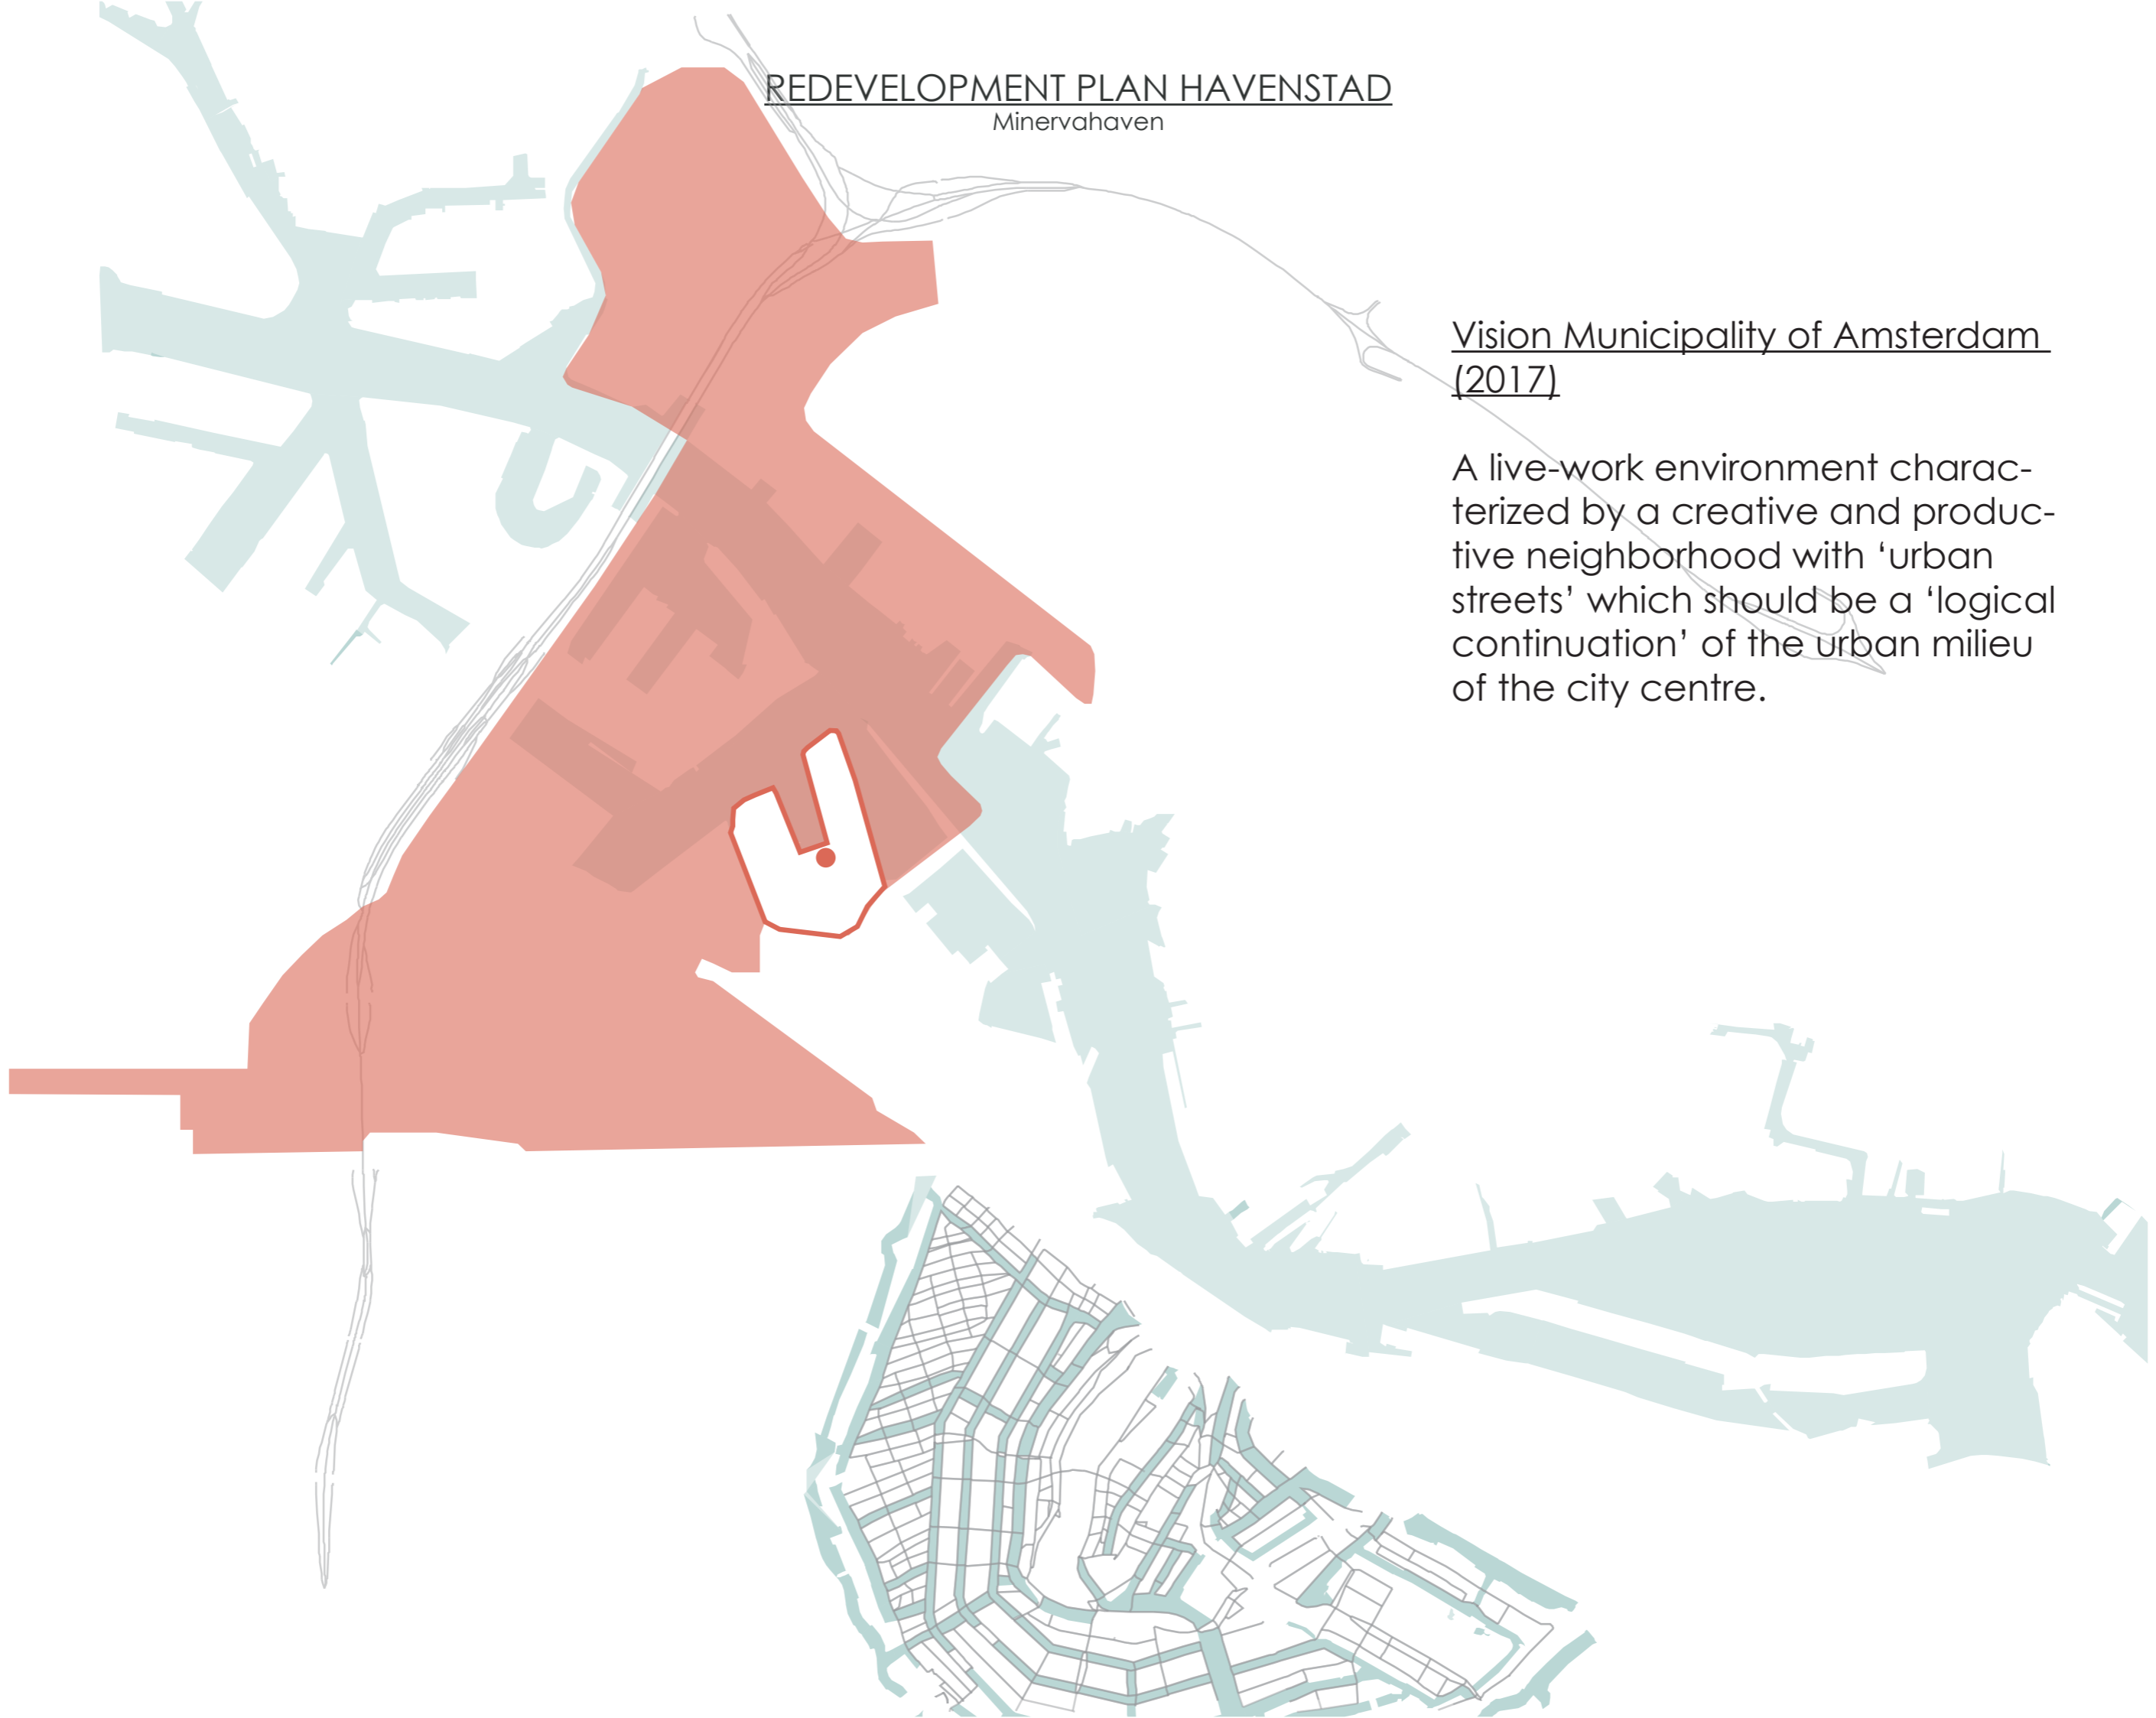 REDEVELOPMENT PLAN HAVENSTAD
Minervahaven
Vision Municipality of Amsterdam
(2017)
A live-work environment charac-
terized by a creative and produc-
tive neighborhood with ‘urban
streets’ which should be a ‘logical
continuation’ of the urban milieu
of the city centre.